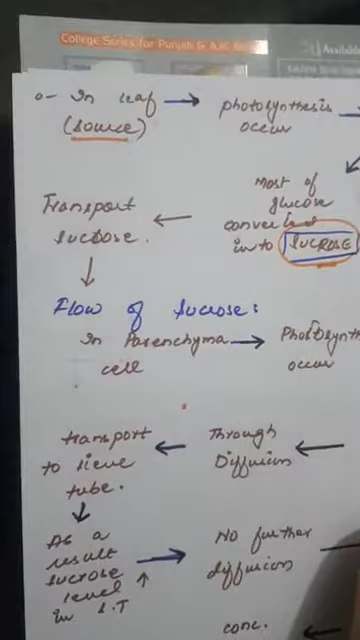 College Series for Punjab & AJK
Available
o- In leaf → photosynthesis →
(source) occur
Most of
glucose
Transport ← converted
sucrose. into SUCROSE
Flow of Sucrose:
In Parenchyma → Photosynth
cell occur
transport ← Through ←
to sieve Diffusion
tube.
As a No further
result → diffusion
sucrose
level ↑
in S.T conc. ←